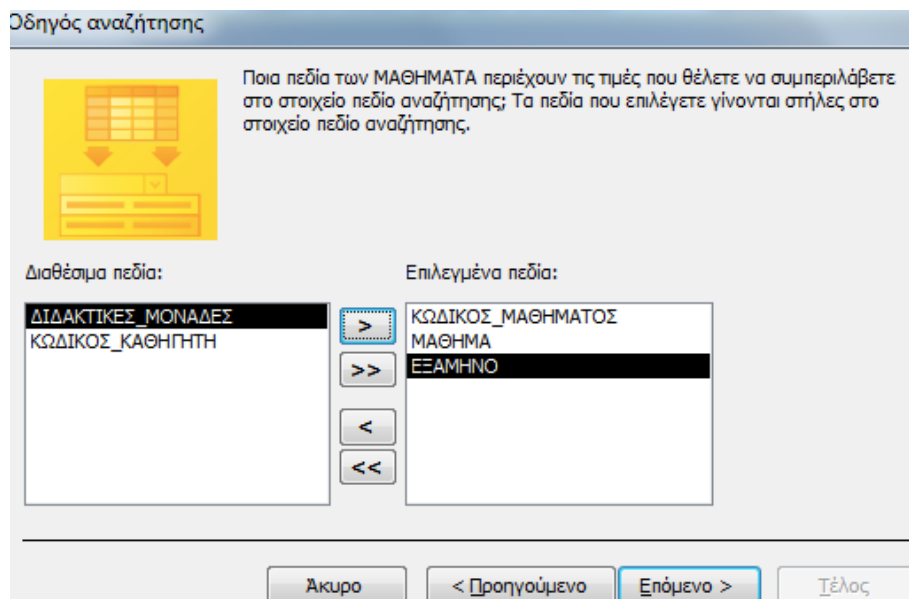 Οδηγός αναζήτησης
Ποια πεδία των ΜΑΘΗΜΑΤΑ περιέχουν τις τιμές που θέλετε να συμπεριλάβετε
στο στοιχείο πεδίο αναζήτησης; Τα πεδία που επιλέγετε γίνονται στήλες στο
στοιχείο πεδίο αναζήτησης.
Διαθέσιμα πεδία:
ΔΙΔΑΚΤΙΚΕΣ_ΜΟΝΑΔΕΣ
ΚΩΔΙΚΟΣ_ΚΑΘΗΓΗΤΗ
>
>>
<
<<
Επιλεγμένα πεδία:
ΚΩΔΙΚΟΣ_ΜΑΘΗΜΑΤΟΣ
ΜΑΘΗΜΑ
ΕΞΑΜΗΝΟ
Άκυρο
< Προηγούμενο
Επόμενο >
Τέλος